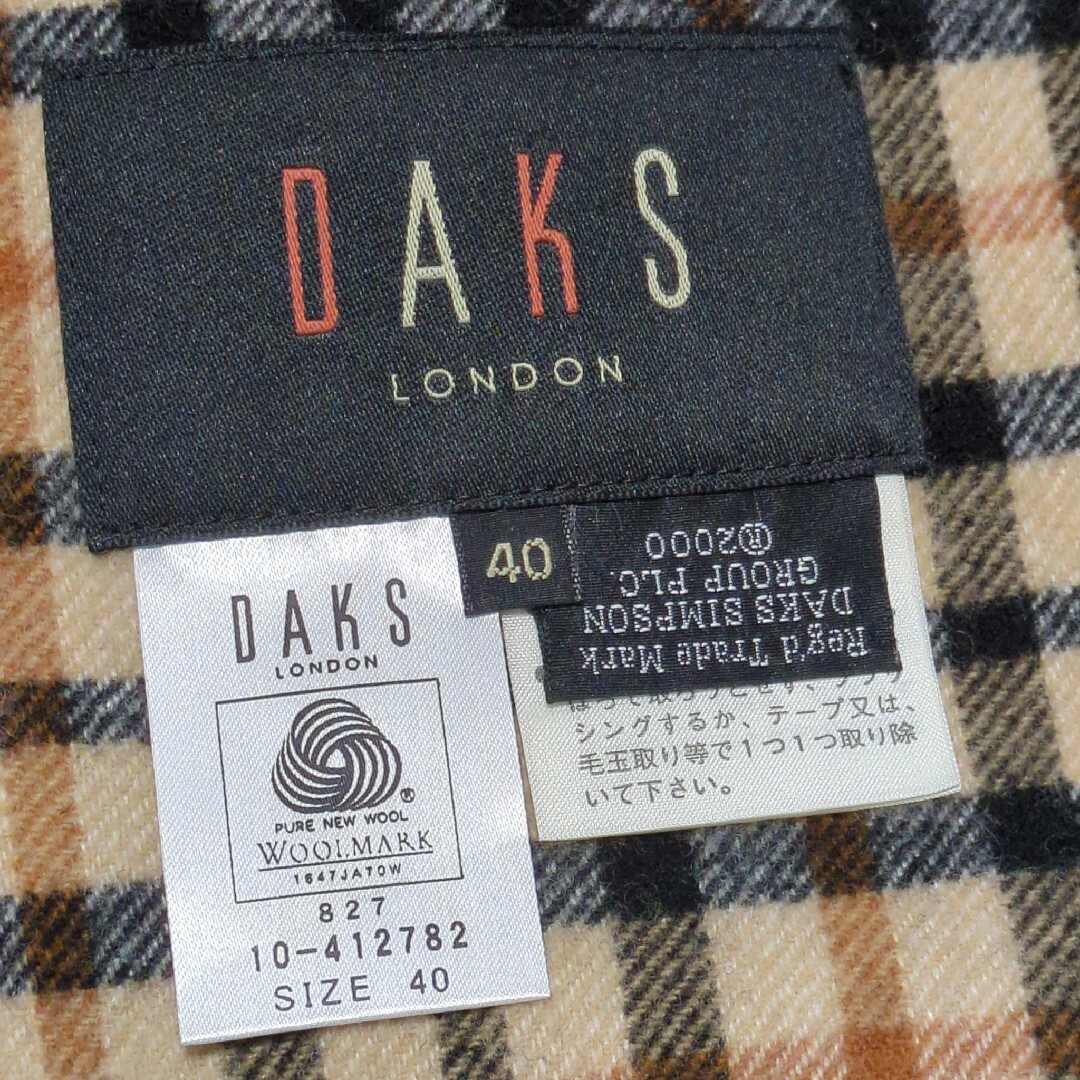 DAKS
LONDON
40
Reg'd Trade Mark
DAKS SIMPSON
GROUP PLC.
®2000
DAKS
LONDON
®
PURE NEW WOOL
WOOLMARK
1647JA70W
827
10-412782
SIZE 40
シングするか、テープ又は、
毛玉取り等で1つ1つ取り除
いて下さい。